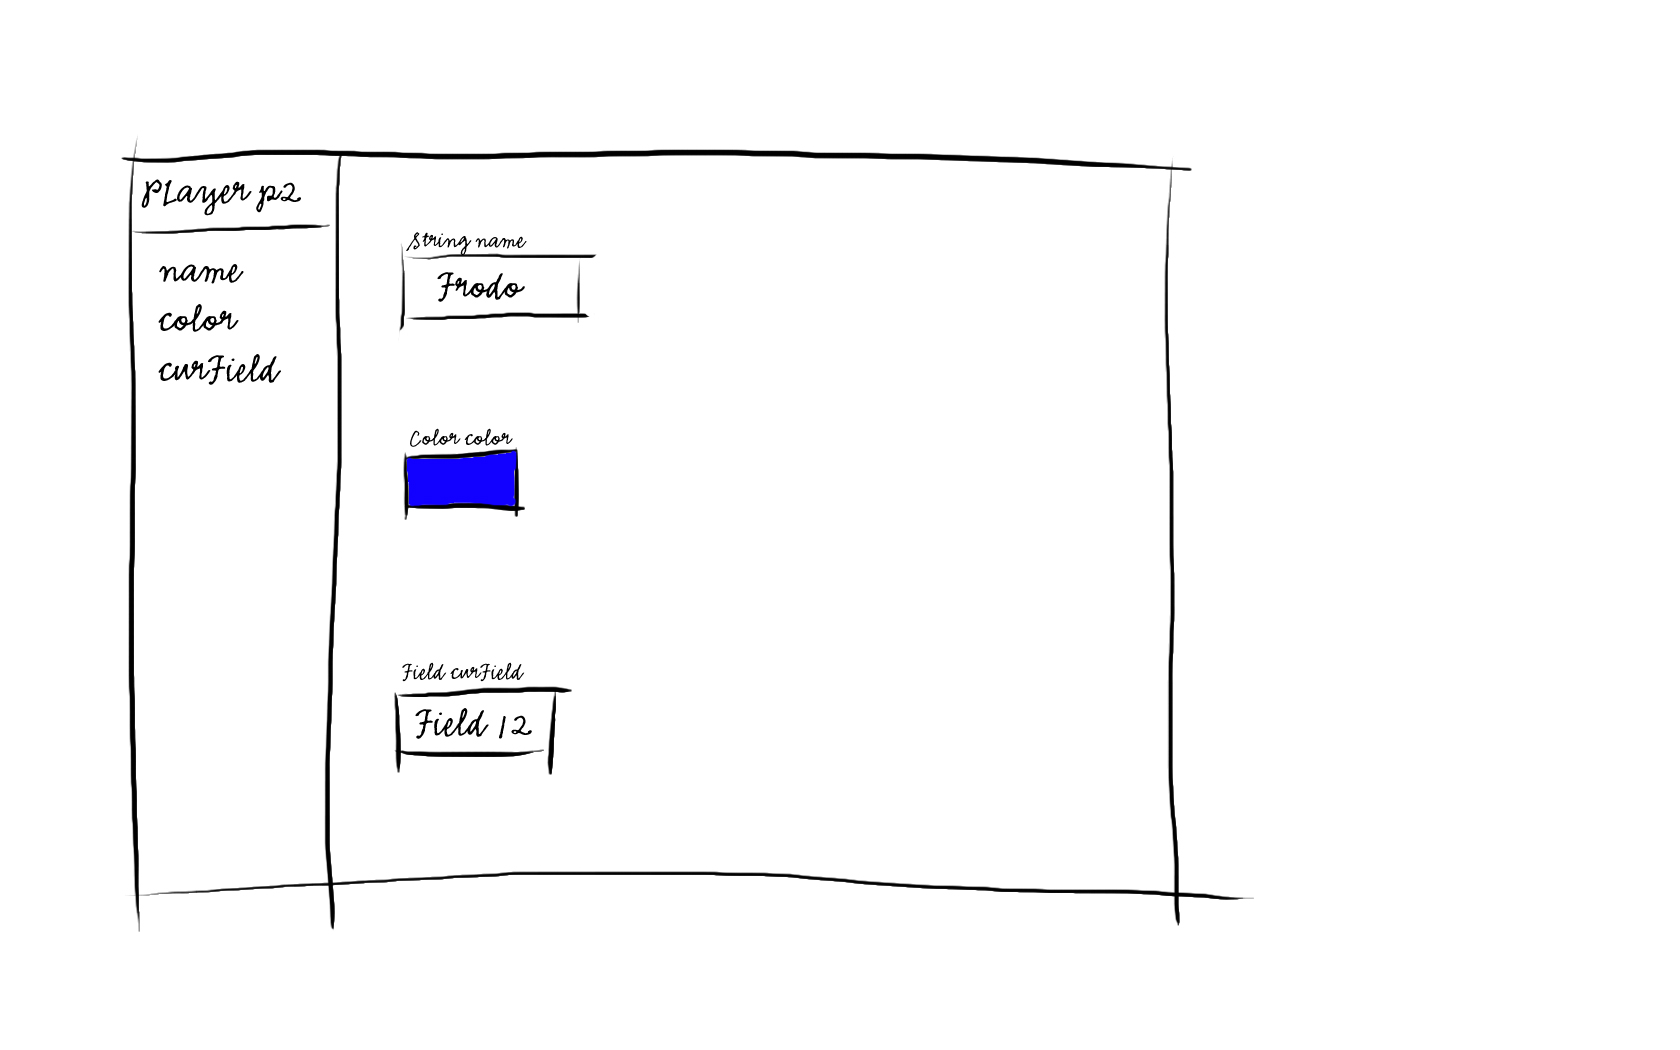 PLayer p2
name
color
curField
String name
Frodo
Color color
Field curField
Field 12